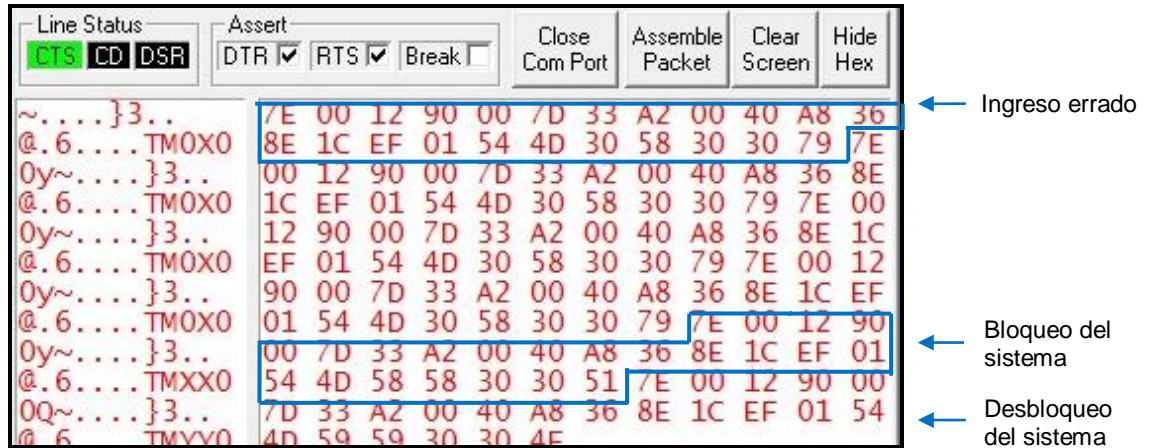 Line Status
Assert
CTS CD DSR
DTR RTS Break
Close Com Port
Assemble Packet
Clear Screen
Hide Hex
~....}3.. 7E 00 12 90 00 7D 33 A2 00 40 A8 36
@.6....TM0X0 8E 1C EF 01 54 4D 30 58 30 30 79 7E
0y~....}3.. 00 12 90 00 7D 33 A2 00 40 A8 36 8E
@.6....TM0X0 1C EF 01 54 4D 30 58 30 30 79 7E 00
0y~....}3.. 12 90 00 7D 33 A2 00 40 A8 36 8E 1C
@.6....TM0X0 EF 01 54 4D 30 58 30 30 79 7E 00 12
0y~....}3.. 90 00 7D 33 A2 00 40 A8 36 8E 1C EF
@.6....TM0X0 01 54 4D 30 58 30 30 79 7E 00 12 90
0y~....}3.. 00 7D 33 A2 00 40 A8 36 8E 1C EF 01
@.6....TMXX0 54 4D 58 58 30 30 51 7E 00 12 90 00
0Q~....}3.. 7D 33 A2 00 40 A8 36 8E 1C EF 01 54
@.6....TMYY0 4D 59 59 30 30 4F
Ingreso errado
Bloqueo del
sistema
Desbloqueo
del sistema